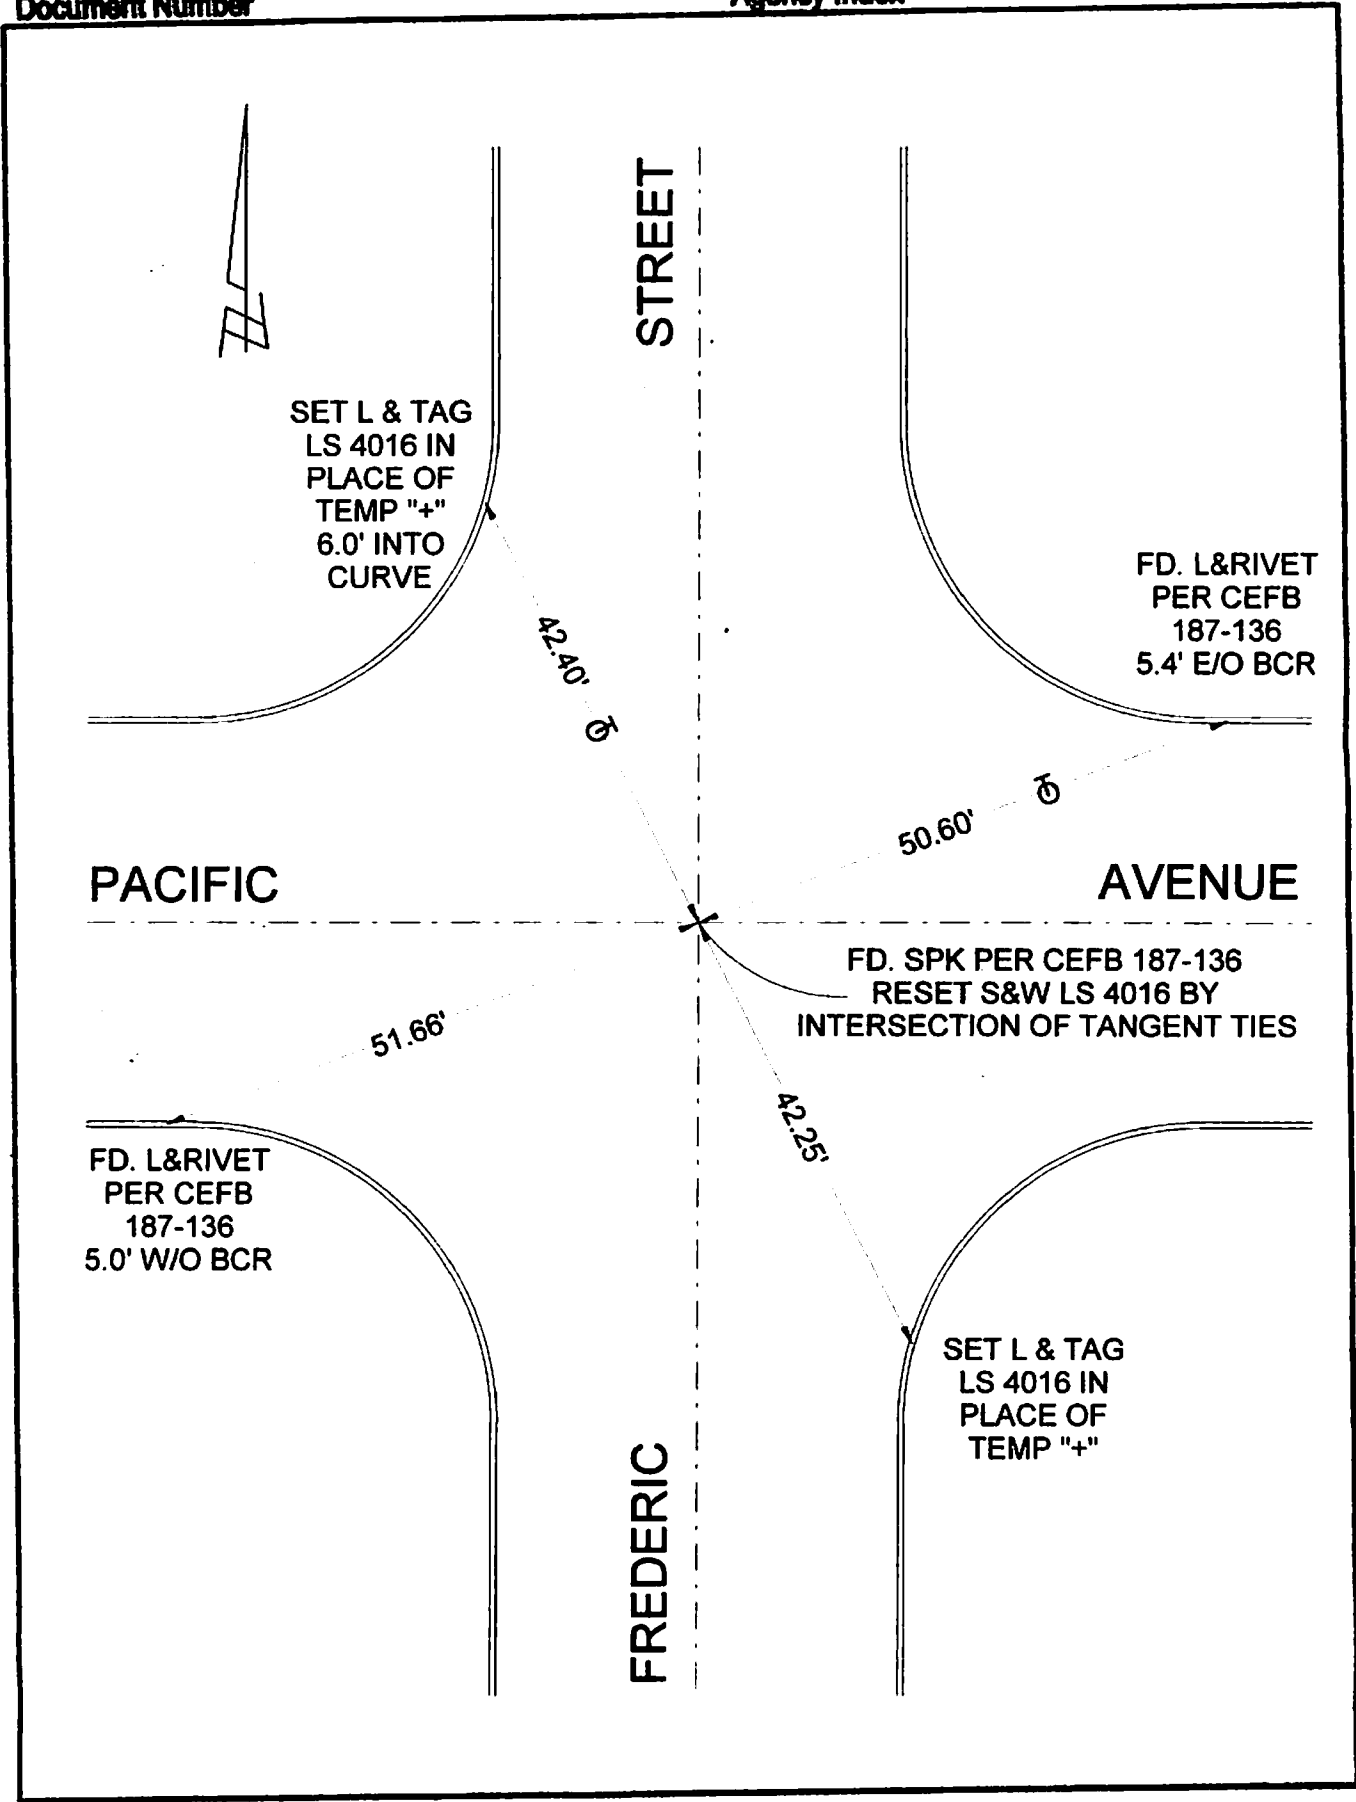 Document Number
Agency Index
STREET
SET L & TAG
LS 4016 IN
PLACE OF
TEMP "+"
6.0' INTO
CURVE
FD. L&RIVET
PER CEFB
187-136
5.4' E/O BCR
42.40'
50.60'
PACIFIC
AVENUE
FD. SPK PER CEFB 187-136
RESET S&W LS 4016 BY
INTERSECTION OF TANGENT TIES
51.66'
42.25'
FD. L&RIVET
PER CEFB
187-136
5.0' W/O BCR
SET L & TAG
LS 4016 IN
PLACE OF
TEMP "+"
FREDERIC